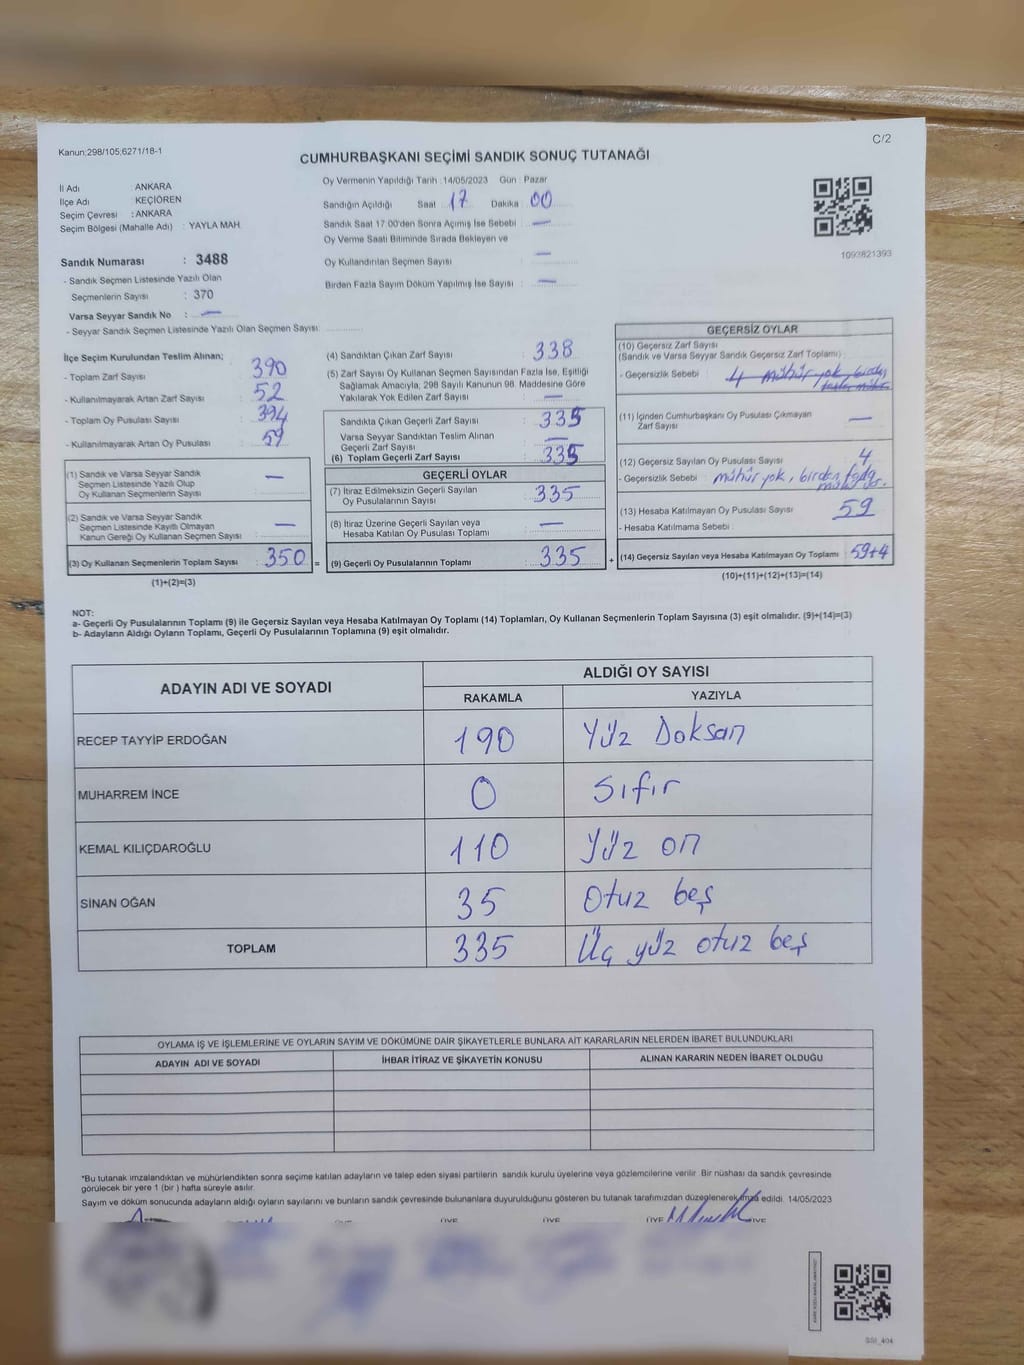 C/2
Kanun;298/105;6271/18-1
CUMHURBAŞKANI SEÇİMİ SANDIK SONUÇ TUTANAĞI
İl Adı ANKARA
İlçe Adı KEÇİÖREN
Seçim Çevresi : ANKARA
Seçim Bölgesi (Mahalle Adı) : YAYLA MAH
Sandık Numarası : 3488
- Sandık Seçmen Listesinde Yazılı Olan
Seçmenlerin Sayısı : 370
Varsa Seyyar Sandık No : —
- Seyyar Sandık Seçmen Listesinde Yazılı Olan Seçmen Sayısı:
Oy Vermenin Yapıldığı Tarih :14/05/2023 Gün : Pazar
Sandığın Açıldığı Saat : 17 Dakika : 00
Sandık Saat 17:00'den Sonra Açımış İse Sebebi : —
Oy Verme Saati Bitiminde Sırada Bekleyen ve
Oy Kullandırılan Seçmen Sayısı —
Birden Fazla Sayım Döküm Yapılmış İse Sayısı : —
1093821393
İlçe Seçim Kurulundan Teslim Alınan;
- Toplam Zarf Sayısı : 390
- Kullanılmayarak Artan Zarf Sayısı : 52
- Toplam Oy Pusulası Sayısı : 394
- Kullanılmayarak Artan Oy Pusulası : 59
(1) Sandık ve Varsa Seyyar Sandık
Seçmen Listesinde Yazılı Olup
Oy Kullanan Seçmenlerin Sayısı —
(2) Sandık ve Varsa Seyyar Sandık
Seçmen Listesinde Kayıtlı Olmayan
Kanun Gereği Oy Kullanan Seçmen Sayısı : —
(3) Oy Kullanan Seçmenlerin Toplam Sayısı : 350 =
(1)+(2)=(3)
(4) Sandıktan Çıkan Zarf Sayısı : 338
(5) Zarf Sayısı Oy Kullanan Seçmen Sayısından Fazla İse, Eşitliği
Sağlamak Amacıyla, 298 Sayılı Kanunun 98. Maddesine Göre
Yakılarak Yok Edilen Zarf Sayısı : —
Sandıkta Çıkan Geçerli Zarf Sayısı : 335
Varsa Seyyar Sandıktan Teslim Alınan
Geçerli Zarf Sayısı —
(6) Toplam Geçerli Zarf Sayısı : 335
GEÇERLİ OYLAR
(7) İtiraz Edilmeksizin Geçerli Sayılan
Oy Pusulalarının Sayısı : 335
(8) İtiraz Üzerine Geçerli Sayılan veya
Hesaba Katılan Oy Pusulası Toplamı : —
(9) Geçerli Oy Pusulalarının Toplamı : 335 +
GEÇERSİZ OYLAR
(10) Geçersiz Zarf Sayısı
(Sandık ve Varsa Seyyar Sandık Geçersiz Zarf Toplamı) :
- Geçersizlik Sebebi : 4 mühür yok, birden
(11) İçinden Cumhurbaşkanı Oy Pusulası Çıkmayan
Zarf Sayısı —
(12) Geçersiz Sayılan Oy Pusulası Sayısı : 4
- Geçersizlik Sebebi : mühür yok, birden fazla
(13) Hesaba Katılmayan Oy Pusulası Sayısı : 59
- Hesaba Katılmama Sebebi :
(14) Geçersiz Sayılan veya Hesaba Katılmayan Oy Toplamı : 59+4
(10)+(11)+(12)+(13)=(14)
NOT:
a- Geçerli Oy Pusulalarının Toplamı (9) ile Geçersiz Sayılan veya Hesaba Katılmayan Oy Toplamı (14) Toplamları, Oy Kullanan Seçmenlerin Toplam Sayısına (3) eşit olmalıdır. (9)+(14)=(3)
b- Adayların Aldığı Oyların Toplamı, Geçerli Oy Pusulalarının Toplamına (9) eşit olmalıdır.
ADAYIN ADI VE SOYADI ALDIĞI OY SAYISI
RAKAMLA YAZIYLA
RECEP TAYYİP ERDOĞAN 190 Yüz Doksan
MUHARREM İNCE 0 Sıfır
KEMAL KILIÇDAROĞLU 110 Yüz on
SİNAN OĞAN 35 Otuz beş
TOPLAM 335 Üç yüz otuz beş
OYLAMA İŞ VE İŞLEMLERİNE VE OYLARIN SAYIM VE DÖKÜMÜNE DAİR ŞİKAYETLERLE BUNLARA AİT KARARLARIN NELERDEN İBARET BULUNDUKLARI
ADAYIN ADI VE SOYADI İHBAR İTİRAZ VE ŞİKAYETİN KONUSU ALINAN KARARIN NEDEN İBARET OLDUĞU
*Bu tutanak imzalandıktan ve mühürlendikten sonra seçime katılan adayların ve talep eden siyasi partilerin sandık kurulu üyelerine veya gözlemcilerine verilir. Bir nüshası da sandık çevresinde
görülecek bir yere 1 (bir ) hafta süreyle asılır.
Sayım ve döküm sonucunda adayların aldığı oyların sayılarını ve bunların sandık çevresinde bulunanlara duyurulduğunu gösteren bu tutanak tarafımızdan düzenlenerek imza edildi. 14/05/2023
ÜYE ÜYE ÜYE ÜYE ÜYE